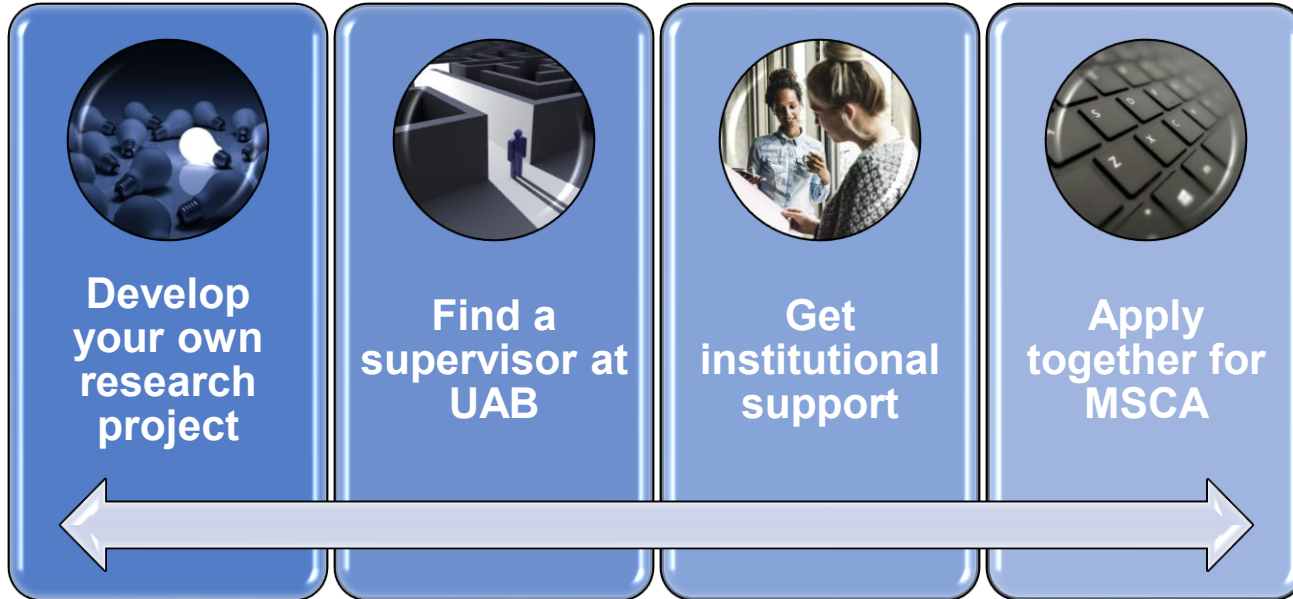 Develop
your own
research
project
Find a
supervisor at
UAB
Get
institutional
support
Apply
together for
MSCA
S D
Z X C